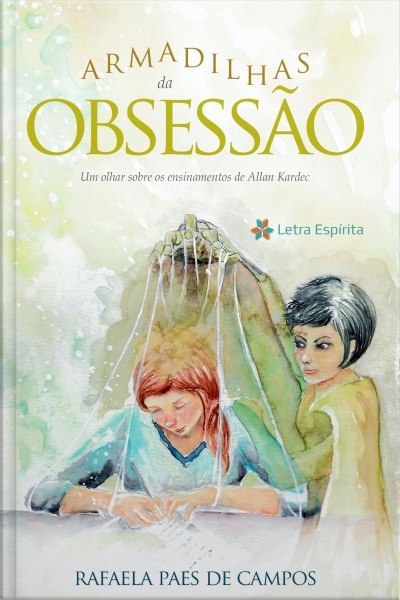 ARMADILHAS
da
OBSESSÃO
Um olhar sobre os ensinamentos de Allan Kardec
Letra Espírita
RAFAELA PAES DE CAMPOS